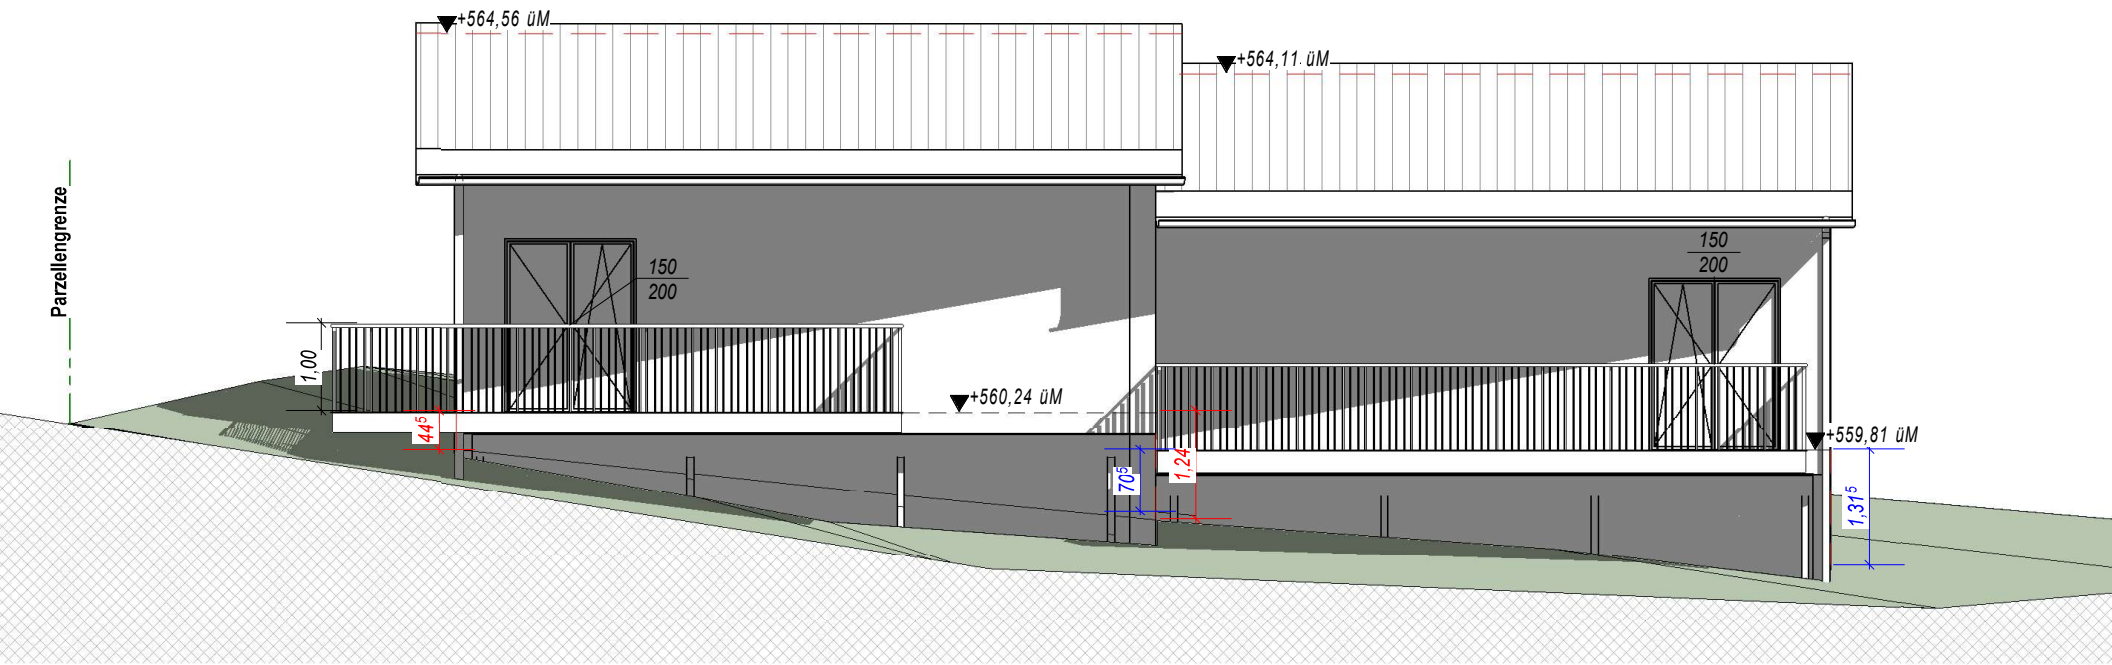 +564,56 üM
+564,11 üM
Parzellengrenze
150
200
150
200
1,00
+560,24 üM
44⁵
+559,81 üM
70⁵
1,24
1,31⁵